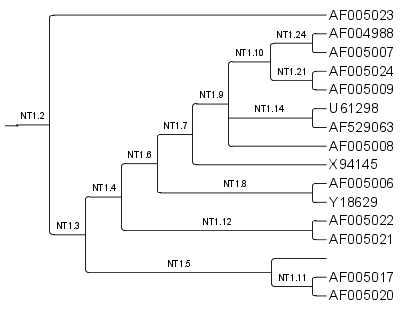 AF005023
NT1.24
AF004988
NT1.10
AF005007
NT1.21
AF005024
NT1.9
AF005009
NT1.14
U61298
NT1.2
NT1.7
AF529063
AF005008
NT1.6
X94145
NT1.8
AF005006
NT1.4
Y18629
NT1.12
AF005022
NT1.3
AF005021
NT1.5
NT1.11
AF005017
AF005020